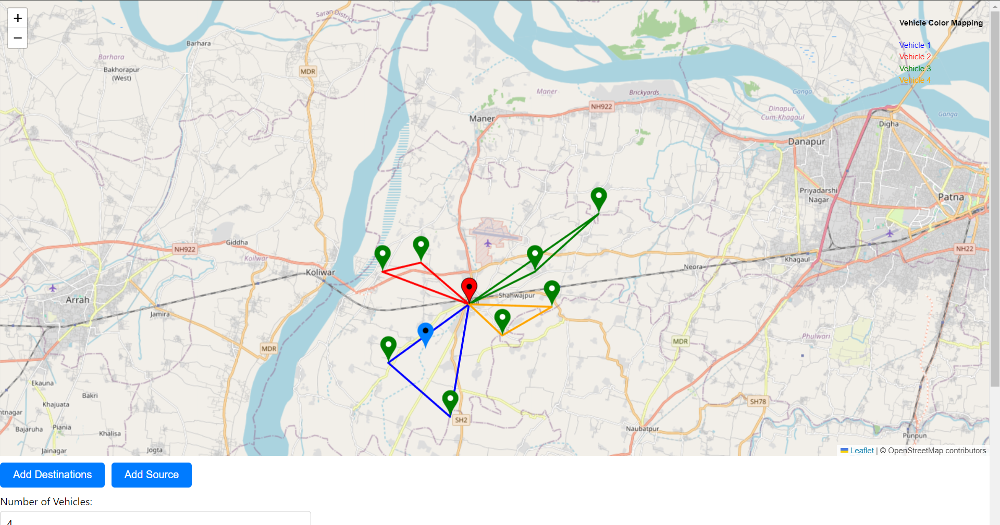 +
−
Saran District
Vehicle Color Mapping
Vehicle 1
Vehicle 2
Vehicle 3
Vehicle 4
Barhara
Barhara
Bakhorapur
(West)
MDR
Maner
Brickyards
Ganga
NH922
Dinapur-
Cum-Khagaul
Ganga
Maner
Digha
Danapur
Priyadarshi
Nagar
Patna
Giddha
NH922
Koilwar
NH22
Khagaul
Neora
Koliwar
Shahwajpur
Arrah
Jamira
MDR
MDR
Phulwari
Ekauna
Bakri
Khajuata
SH78
ntnagar
SH2
Bajaruha
Piania
Khalisa
Naubatpur
Punpun
Jainagar
Jogta
Leaflet | © OpenStreetMap contributors
Add Destinations
Add Source
Number of Vehicles:
4